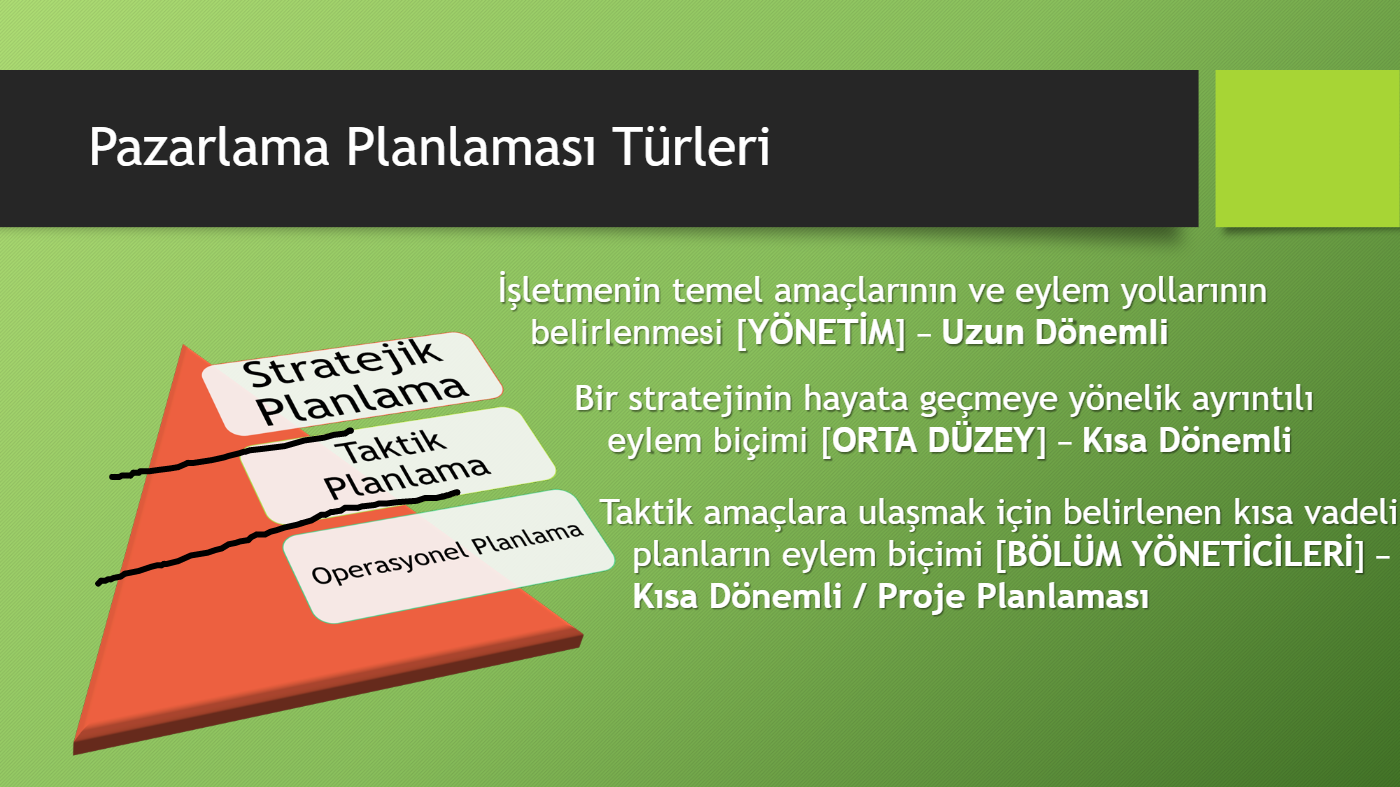 Pazarlama Planlaması Türleri
İşletmenin temel amaçlarının ve eylem yollarının
belirlenmesi [YÖNETİM] – Uzun Dönemli
Stratejik
Planlama
Bir stratejinin hayata geçmeye yönelik ayrıntılı
eylem biçimi [ORTA DÜZEY] – Kısa Dönemli
Taktik
Planlama
Taktik amaçlara ulaşmak için belirlenen kısa vadeli
planların eylem biçimi [BÖLÜM YÖNETİCİLERİ] –
Kısa Dönemli / Proje Planlaması
Operasyonel Planlama